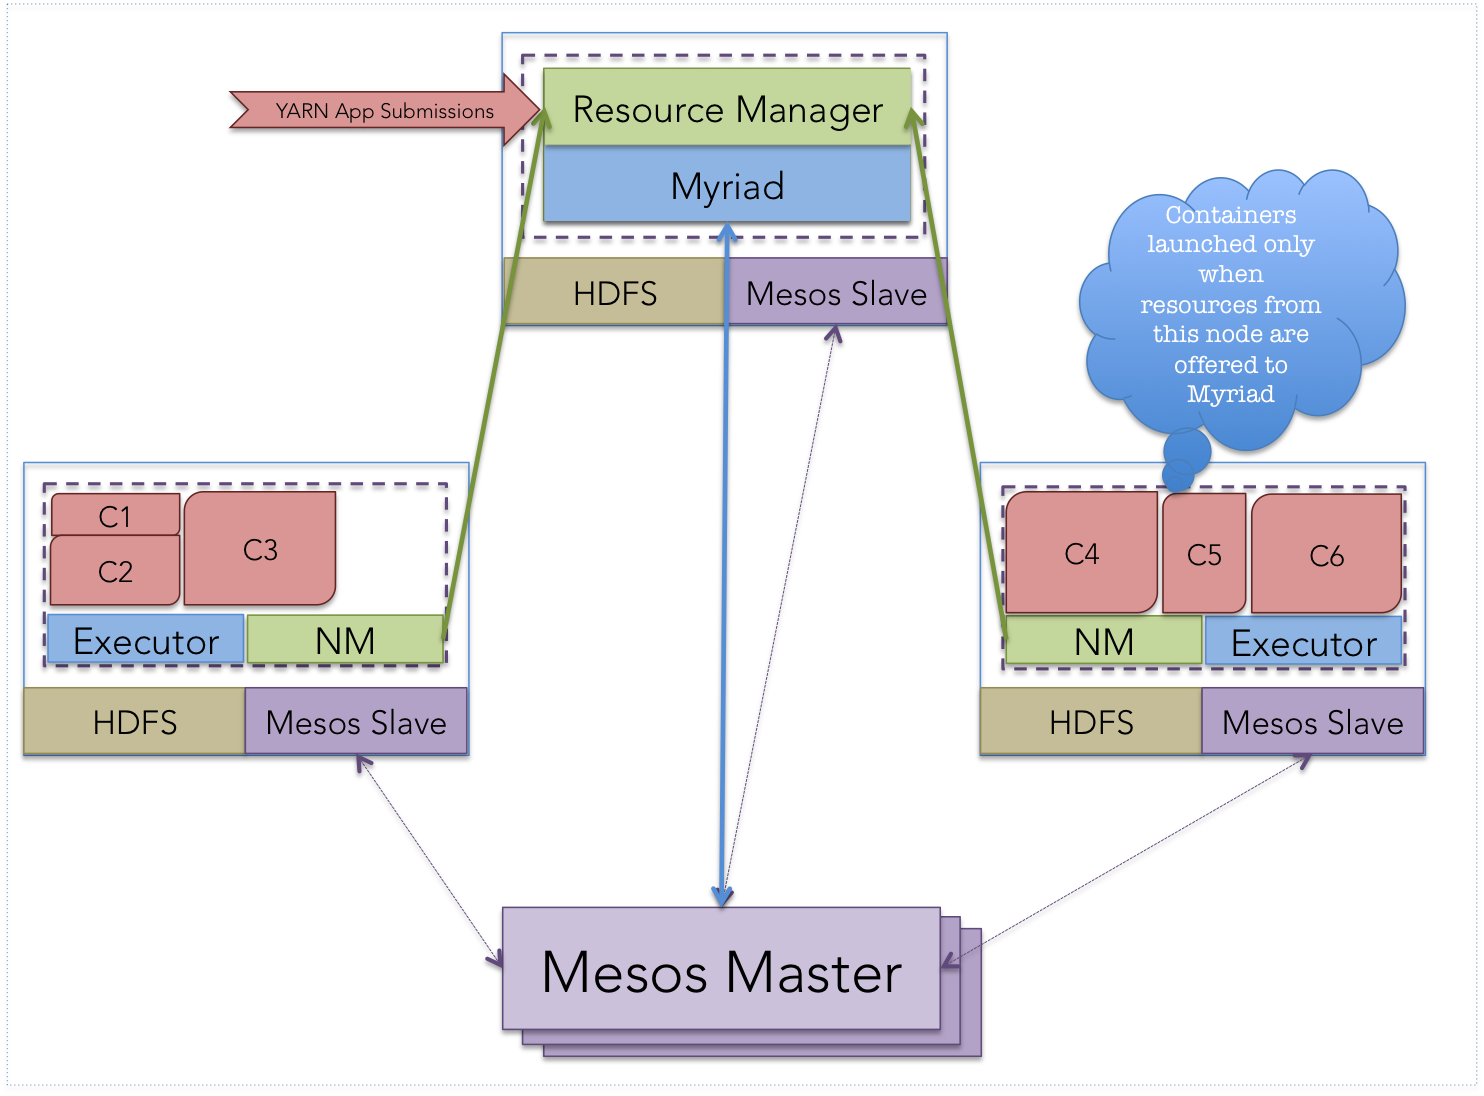 YARN App Submissions
Resource Manager
Myriad
HDFS
Mesos Slave
Containers
launched only
when
resources from
this node are
offered to
Myriad
C1
C2
C3
Executor
NM
HDFS
Mesos Slave
C4
C5
C6
NM
Executor
HDFS
Mesos Slave
Mesos Master